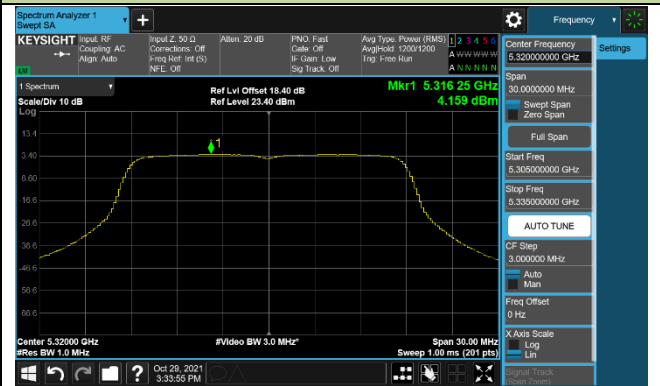 Spectrum Analyzer 1
Swept SA
Frequency
KEYSIGHT
Input: RF
Coupling: AC
Align: Auto
Input Z: 50 Ω
Corrections: Off
Freq Ref: Int (S)
NFE: Off
Atten: 20 dB
PNO: Fast
Gate: Off
IF Gain: Low
Sig Track: Off
Avg Type: Power (RMS)
Avg|Hold: 1200/1200
Trig: Free Run
1 2 3 4 5 6
A W W W W W
A N N N N N
LXI
1 Spectrum
Scale/Div 10 dB
Ref Lvl Offset 18.40 dB
Ref Level 23.40 dBm
Mkr1 5.316 25 GHz
4.159 dBm
Log
13.4
3.40
-6.60
-16.6
-26.6
-36.6
-46.6
-56.6
-66.6
1
Center 5.32000 GHz
#Res BW 1.0 MHz
#Video BW 3.0 MHz*
Span 30.00 MHz
Sweep 1.00 ms (201 pts)
Center Frequency
5.320000000 GHz
Settings
Span
30.0000000 MHz
Swept Span
Zero Span
Full Span
Start Freq
5.305000000 GHz
Stop Freq
5.335000000 GHz
AUTO TUNE
CF Step
3.000000 MHz
Auto
Man
Freq Offset
0 Hz
X Axis Scale
Log
Lin
Signal Track
(Span Zoom)
?
Oct 29, 2021
3:33:55 PM